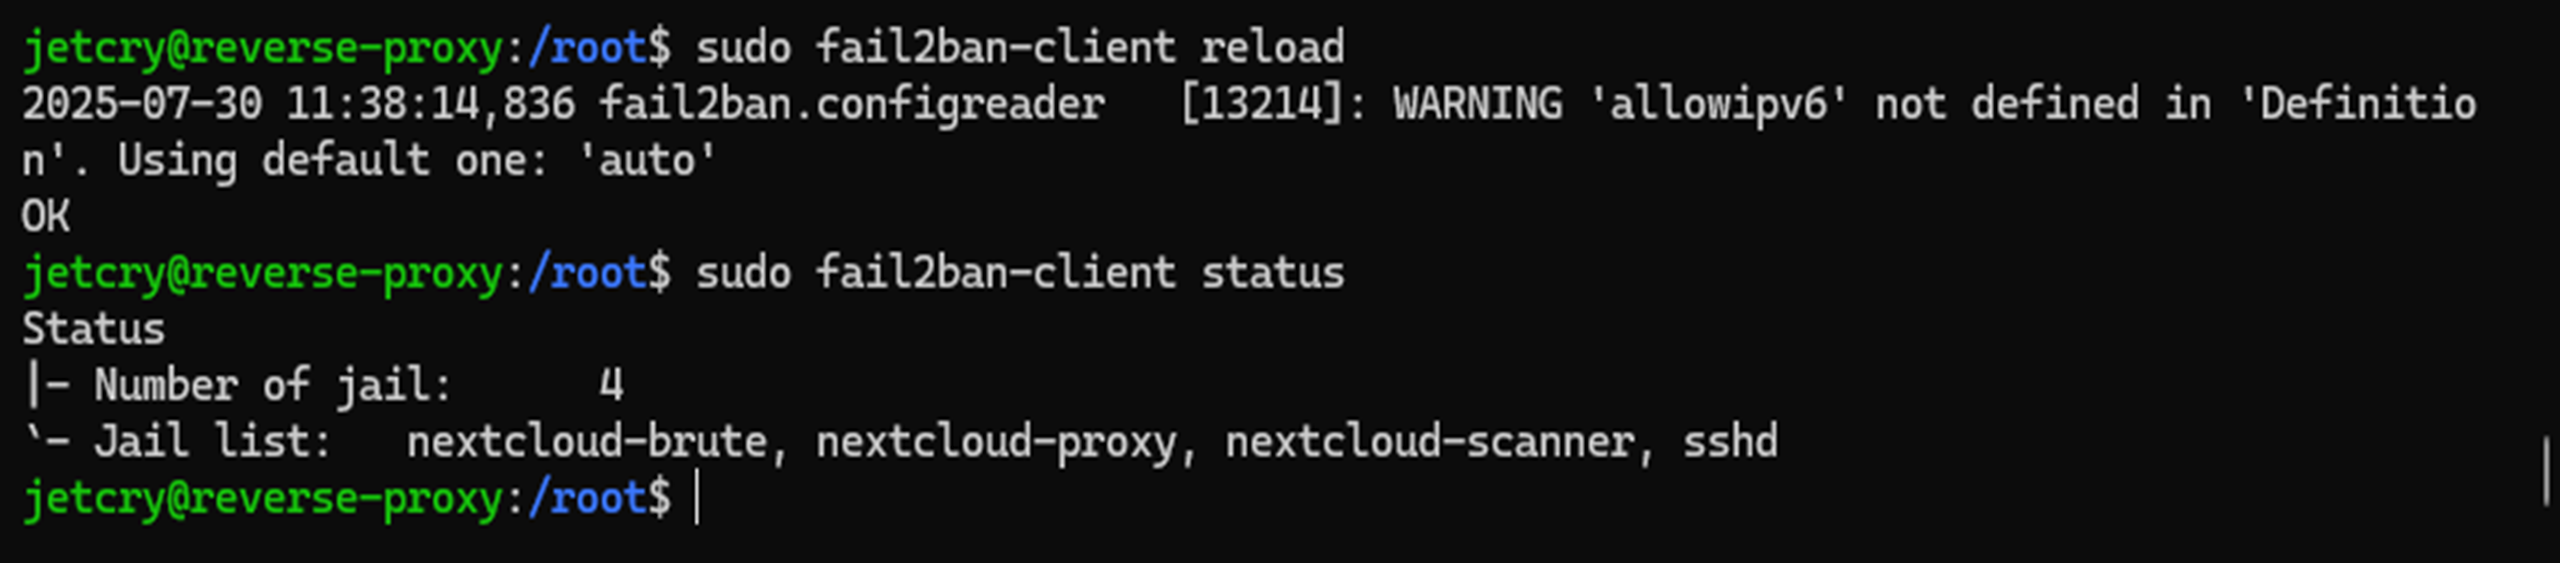 jetcry@reverse-proxy:/root$ sudo fail2ban-client reload
2025-07-30 11:38:14,836 fail2ban.configreader   [13214]: WARNING 'allowipv6' not defined in 'Definitio
n'. Using default one: 'auto'
OK
jetcry@reverse-proxy:/root$ sudo fail2ban-client status
Status
|- Number of jail:      4
`- Jail list:   nextcloud-brute, nextcloud-proxy, nextcloud-scanner, sshd
jetcry@reverse-proxy:/root$